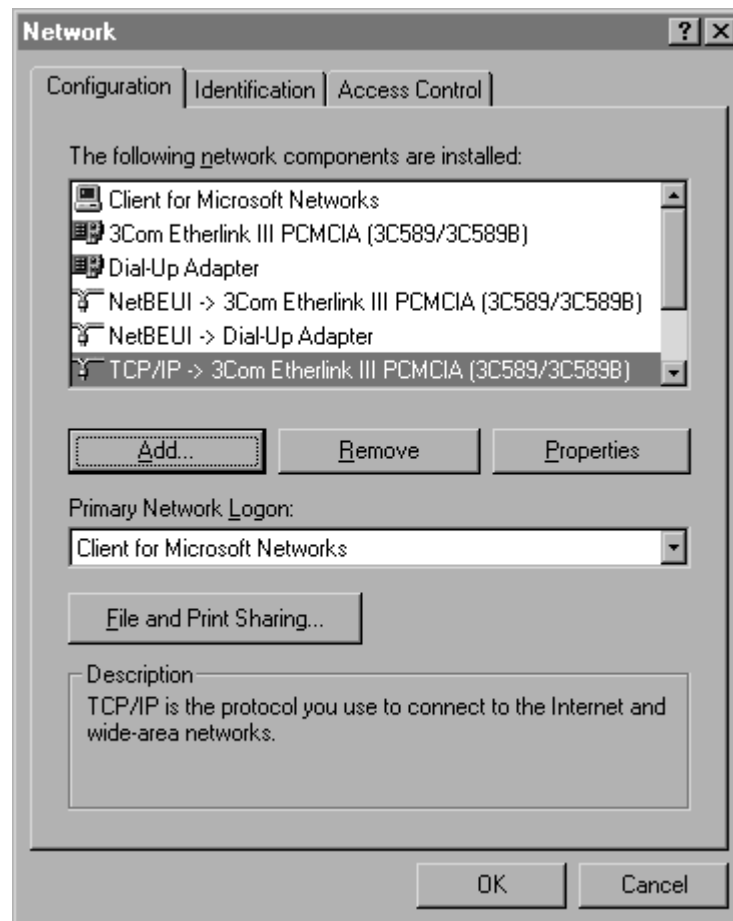 Network
Configuration Identification Access Control
The following network components are installed:
Client for Microsoft Networks
3Com Etherlink III PCMCIA (3C589/3C589B)
Dial-Up Adapter
NetBEUI -> 3Com Etherlink III PCMCIA (3C589/3C589B)
NetBEUI -> Dial-Up Adapter
TCP/IP -> 3Com Etherlink III PCMCIA (3C589/3C589B)
Add... Remove Properties
Primary Network Logon:
Client for Microsoft Networks
File and Print Sharing...
Description
TCP/IP is the protocol you use to connect to the Internet and
wide-area networks.
OK Cancel